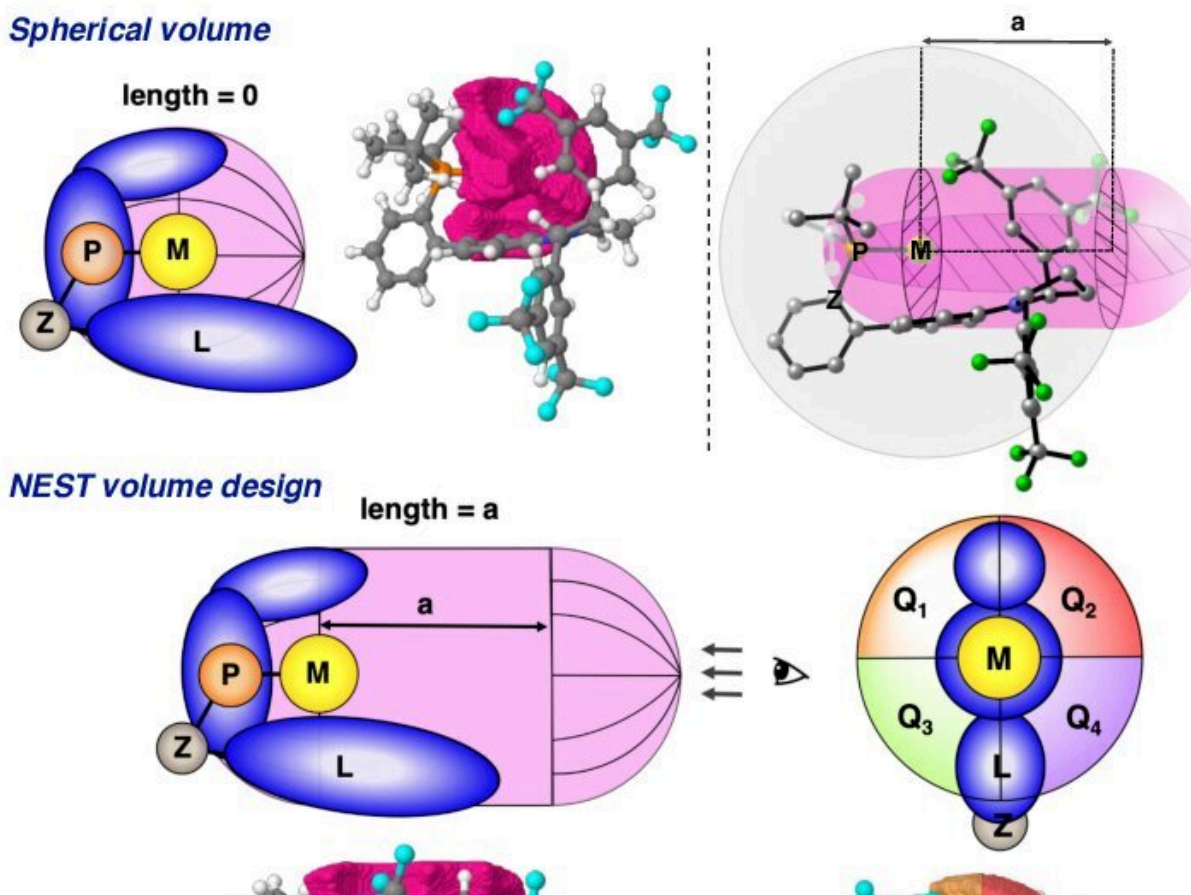 Spherical volume
length = 0
P
M
Z
L
a
P
M
Z
NEST volume design
length = a
a
P
M
Z
L
Q₁
Q₂
M
Q₃
Q₄
L
Z